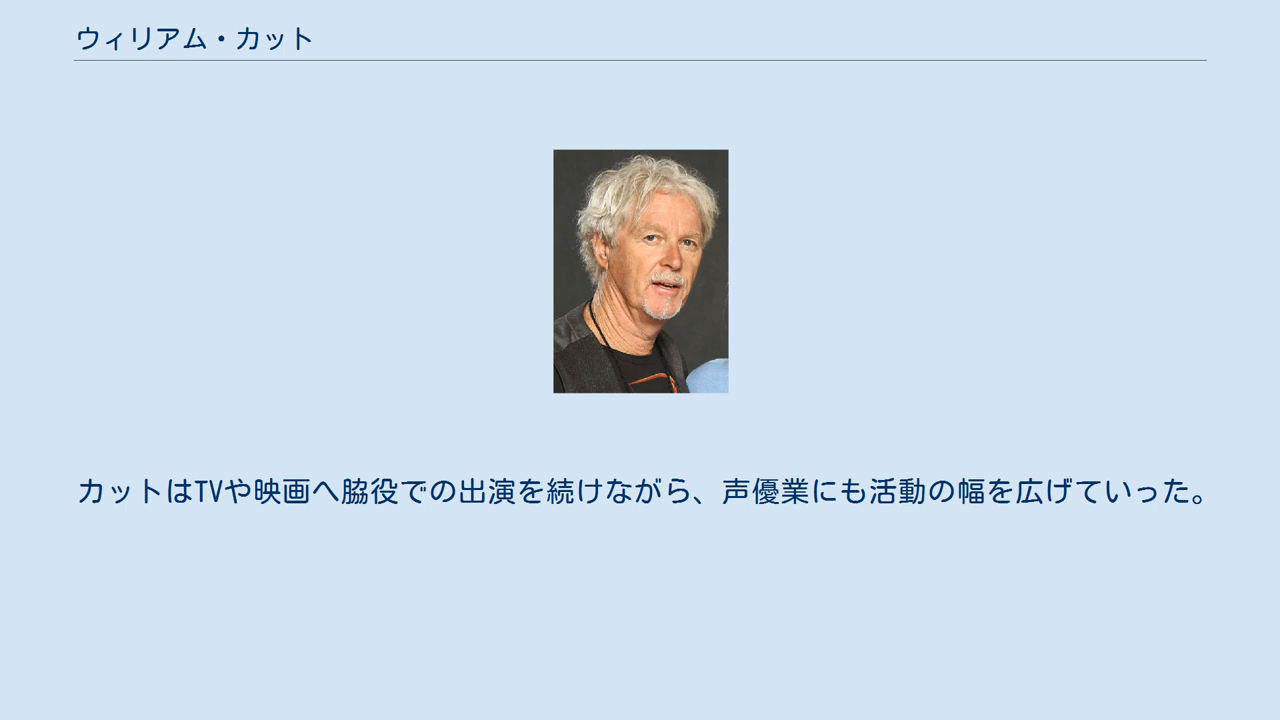 ウィリアム・カット
カットはTVや映画へ脇役での出演を続けながら、声優業にも活動の幅を広げていった。